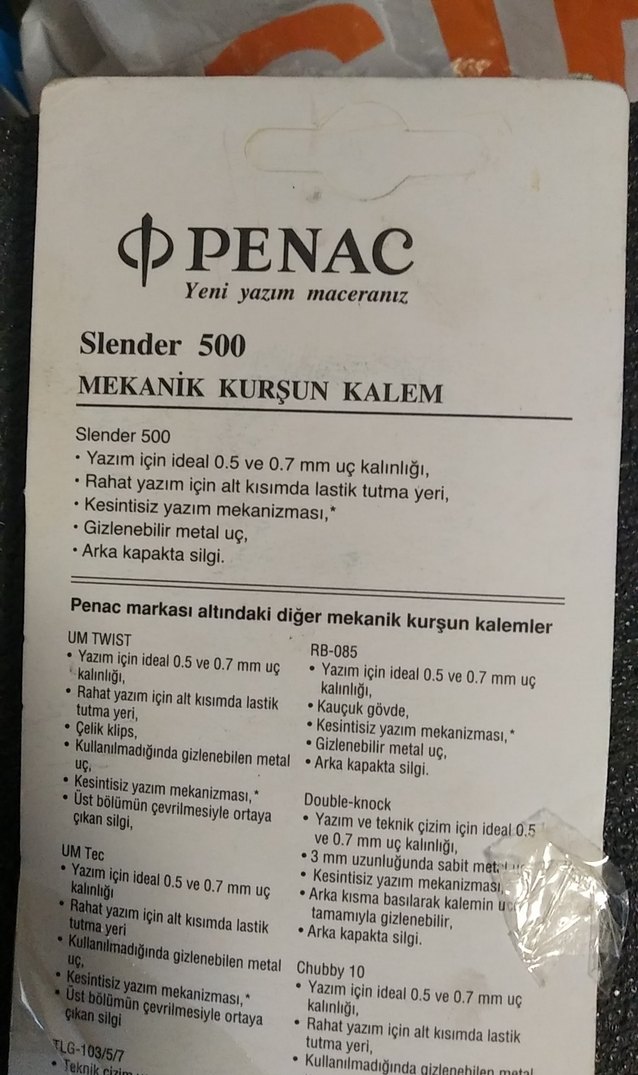 PENAC
Yeni yazım maceranız
Slender 500
MEKANİK KURŞUN KALEM
Slender 500
• Yazım için ideal 0.5 ve 0.7 mm uç kalınlığı,
• Rahat yazım için alt kısımda lastik tutma yeri,
• Kesintisiz yazım mekanizması,*
• Gizlenebilir metal uç,
• Arka kapakta silgi.
Penac markası altındaki diğer mekanik kurşun kalemler
UM TWIST
• Yazım için ideal 0.5 ve 0.7 mm uç
kalınlığı,
• Rahat yazım için alt kısımda lastik
tutma yeri,
• Çelik klips,
• Kullanılmadığında gizlenebilen metal
uç,
• Kesintisiz yazım mekanizması,*
• Üst bölümün çevrilmesiyle ortaya
çıkan silgi,
UM Tec
• Yazım için ideal 0.5 ve 0.7 mm uç
kalınlığı
• Rahat yazım için alt kısımda lastik
tutma yeri
• Kullanılmadığında gizlenebilen metal
uç,
• Kesintisiz yazım mekanizması,*
• Üst bölümün çevrilmesiyle ortaya
çıkan silgi
TLG-103/5/7
• Teknik çizim
RB-085
• Yazım için ideal 0.5 ve 0.7 mm uç
kalınlığı,
• Kauçuk gövde,
• Kesintisiz yazım mekanizması,*
• Gizlenebilir metal uç,
• Arka kapakta silgi.
Double-knock
• Yazım ve teknik çizim için ideal 0.5
ve 0.7 mm uç kalınlığı,
• 3 mm uzunluğunda sabit
• Kesintisiz yazım mekanizması,
• Arka kısma basılarak kalemin
tamamıyla gizlenebilir,
• Arka kapakta silgi.
Chubby 10
• Yazım için ideal 0.5 ve 0.7 mm uç
kalınlığı,
• Rahat yazım için alt kısımda lastik
tutma yeri,
• Kullanılmadığında gizlenebilen metal